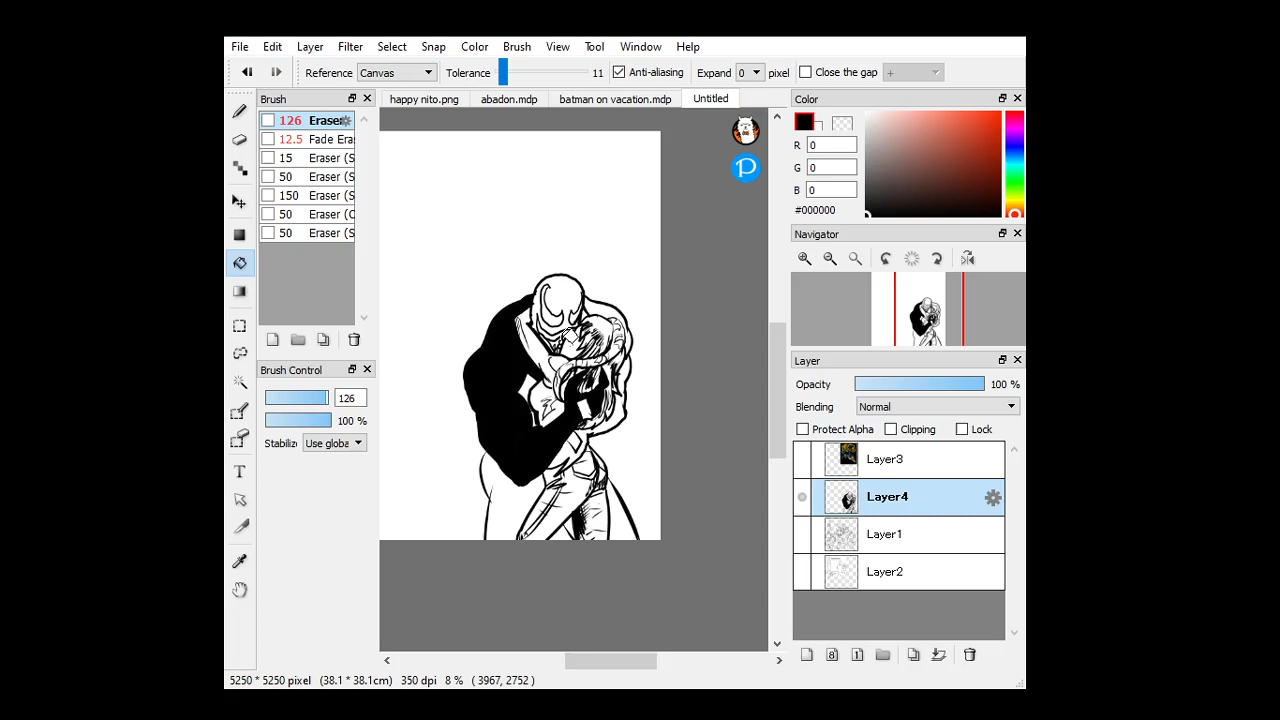 File Edit Layer Filter Select Snap Color Brush View Tool Window Help
Reference Canvas Tolerance 11 Anti-aliasing Expand 0 pixel Close the gap +
Brush
126 Eraser
12.5 Fade Era
15 Eraser (S
50 Eraser (S
150 Eraser (S
50 Eraser (C
50 Eraser (S
Brush Control
126
100 %
Stabiliz Use globa
happy nito.png abadon.mdp batman on vacation.mdp Untitled
P
Color
R 0
G 0
B 0
#000000
Navigator
Layer
Opacity 100 %
Blending Normal
Protect Alpha Clipping Lock
Layer3
Layer4
Layer1
Layer2
8 1
5250 * 5250 pixel (38.1 * 38.1cm) 350 dpi 8 % ( 3967, 2752 )